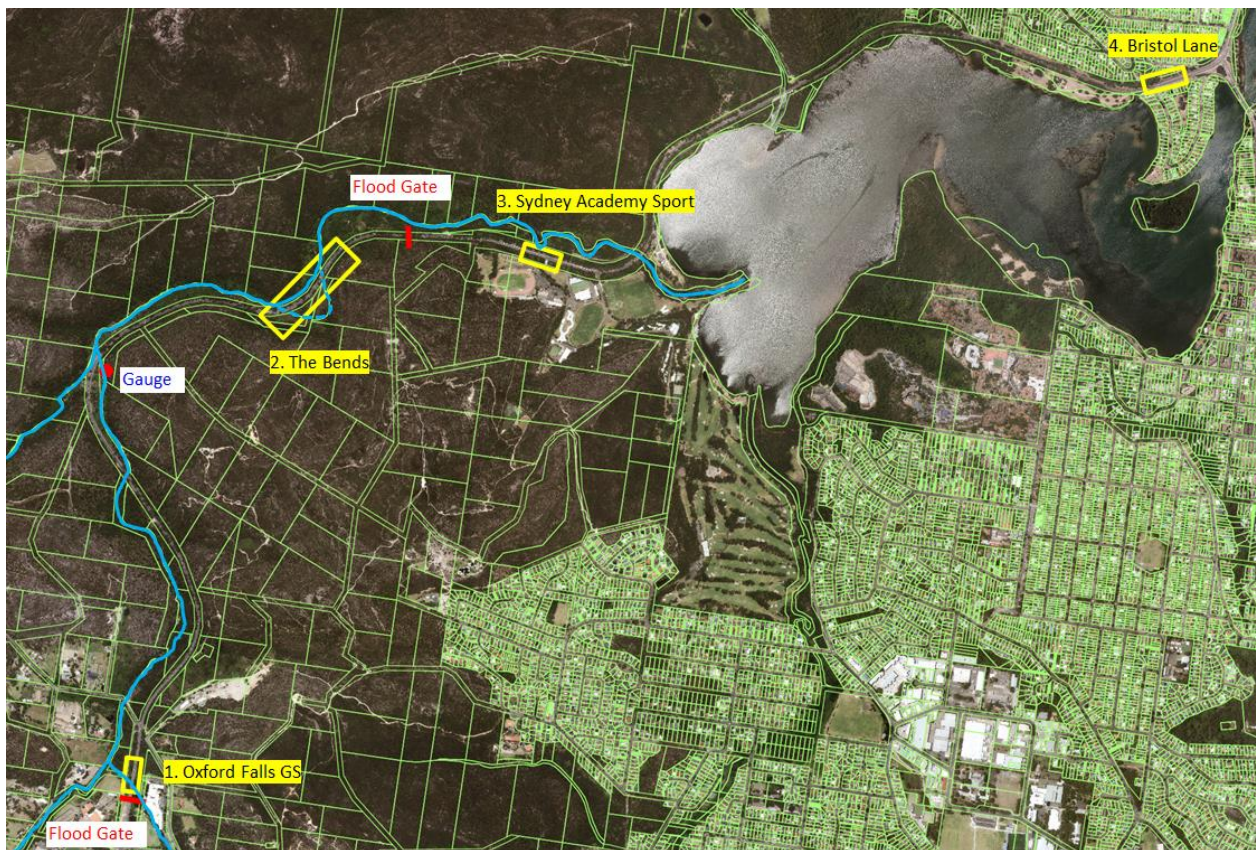 4. Bristol Lane
Flood Gate
3. Sydney Academy Sport
2. The Bends
Gauge
1. Oxford Falls GS
Flood Gate